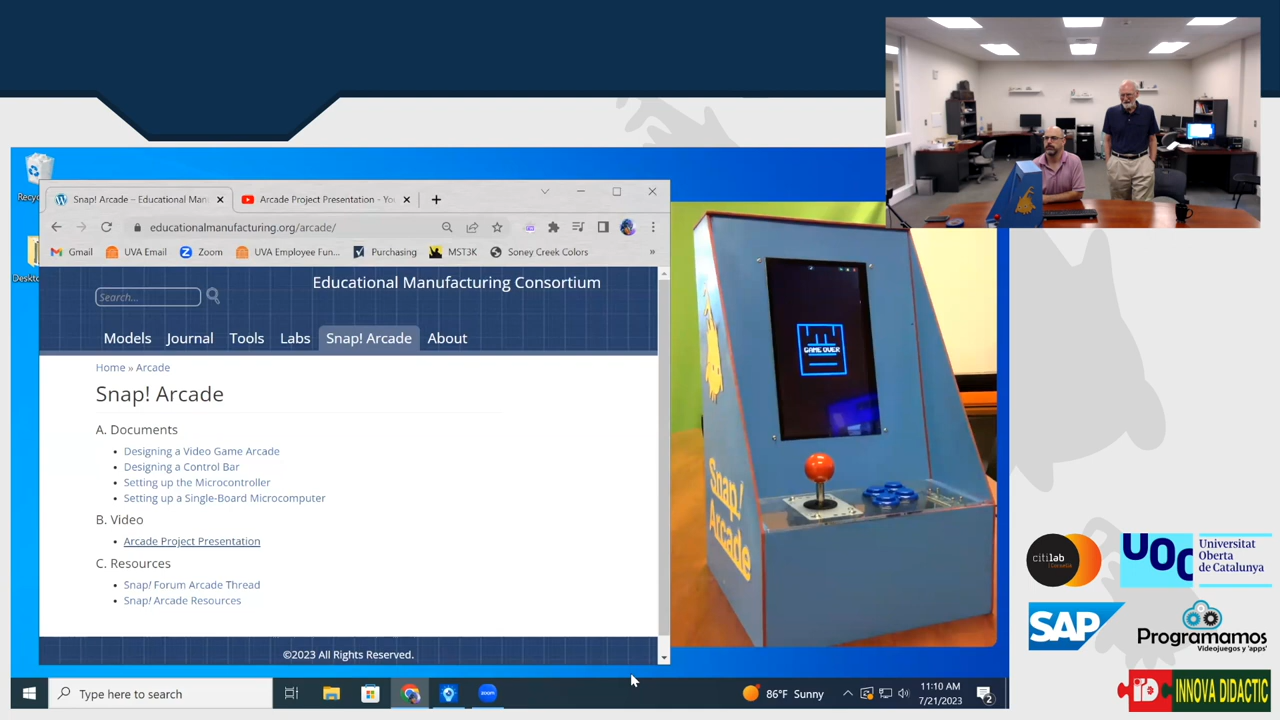 Recyc
Desktop
Snap! Arcade – Educational Man
Arcade Project Presentation - Yo
educationalmanufacturing.org/arcade/
Gmail
UVA Email
Zoom
UVA Employee Fun...
Purchasing
MST3K
Soney Creek Colors
»
Search...
Educational Manufacturing Consortium
Models
Journal
Tools
Labs
Snap! Arcade
About
Home » Arcade
Snap! Arcade
A. Documents
• Designing a Video Game Arcade
• Designing a Control Bar
• Setting up the Microcontroller
• Setting up a Single-Board Microcomputer
B. Video
• Arcade Project Presentation
C. Resources
• Snap! Forum Arcade Thread
• Snap! Arcade Resources
©2023 All Rights Reserved.
GAME OVER
Snap!
Arcade
citilab
Cornellà
UOC
Universitat Oberta
de Catalunya
SAP
Programamos
Videojuegos y 'apps'
iD
INNOVA DIDACTIC
Type here to search
zoom
86°F Sunny
11:10 AM
7/21/2023
2